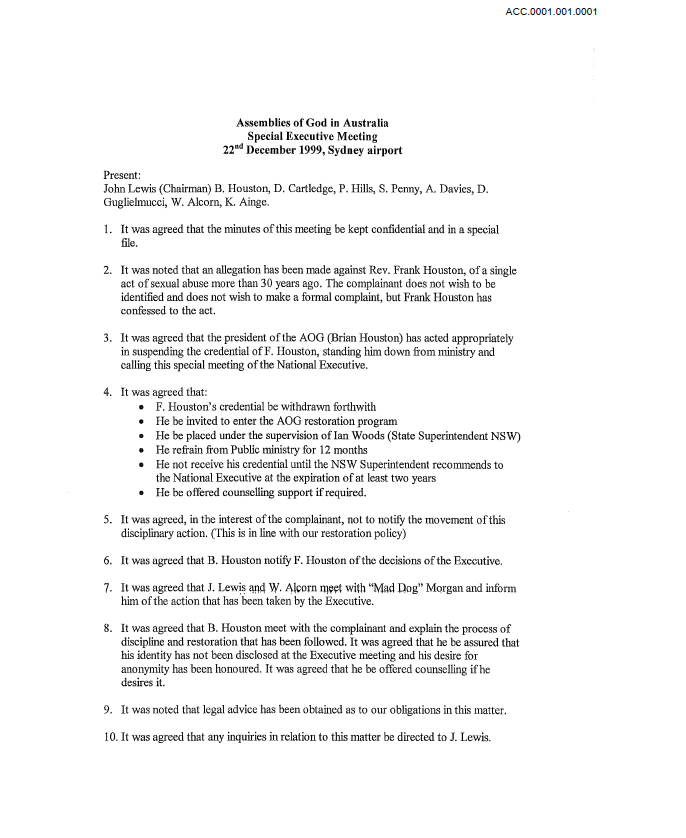 ACC.0001.001.0001
Assemblies of God in Australia
Special Executive Meeting
22nd December 1999, Sydney airport
Present:
John Lewis (Chairman) B. Houston, D. Cartledge, P. Hills, S. Penny, A. Davies, D.
Guglielmucci, W. Alcorn, K. Ainge.
1. It was agreed that the minutes of this meeting be kept confidential and in a special
file.
2. It was noted that an allegation has been made against Rev. Frank Houston, of a single
act of sexual abuse more than 30 years ago. The complainant does not wish to be
identified and does not wish to make a formal complaint, but Frank Houston has
confessed to the act.
3. It was agreed that the president of the AOG (Brian Houston) has acted appropriately
in suspending the credential of F. Houston, standing him down from ministry and
calling this special meeting of the National Executive.
4. It was agreed that:
• F. Houston's credential be withdrawn forthwith
• He be invited to enter the AOG restoration program
• He be placed under the supervision of Ian Woods (State Superintendent NSW)
• He refrain from Public ministry for 12 months
• He not receive his credential until the NSW Superintendent recommends to
the National Executive at the expiration of at least two years
• He be offered counselling support if required.
5. It was agreed, in the interest of the complainant, not to notify the movement of this
disciplinary action. (This is in line with our restoration policy)
6. It was agreed that B. Houston notify F. Houston of the decisions of the Executive.
7. It was agreed that J. Lewis and W. Alcorn meet with "Mad Dog" Morgan and inform
him of the action that has been taken by the Executive.
8. It was agreed that B. Houston meet with the complainant and explain the process of
discipline and restoration that has been followed. It was agreed that he be assured that
his identity has not been disclosed at the Executive meeting and his desire for
anonymity has been honoured. It was agreed that he be offered counselling if he
desires it.
9. It was noted that legal advice has been obtained as to our obligations in this matter.
10. It was agreed that any inquiries in relation to this matter be directed to J. Lewis.